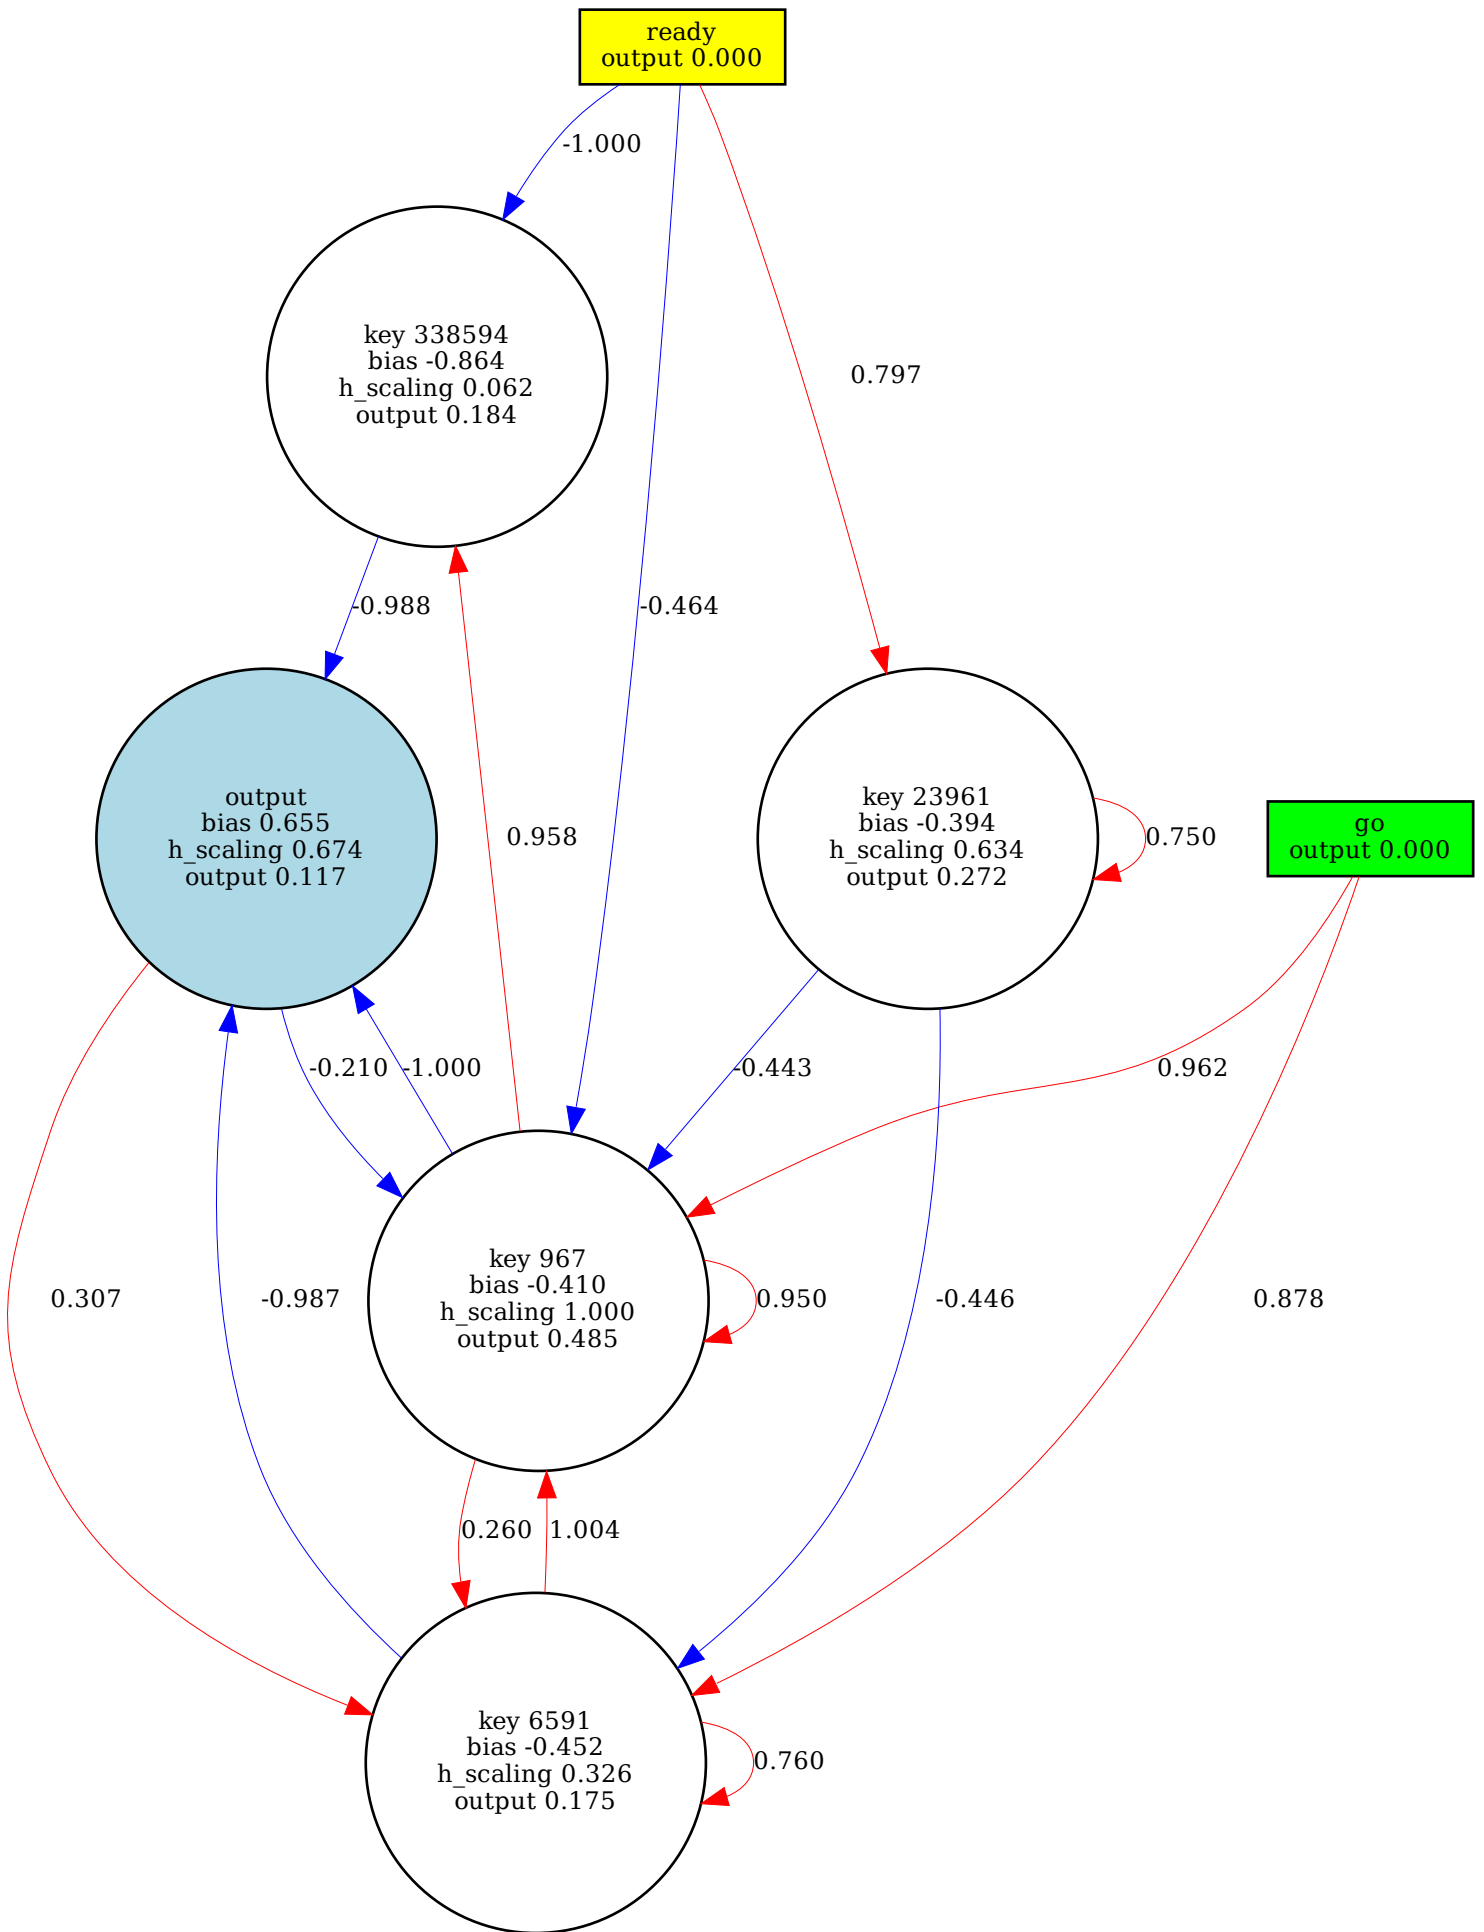 ready
output 0.000
-1.000
key 338594
bias -0.864
h_scaling 0.062
output 0.184
0.797
-0.988
-0.464
output
bias 0.655
h_scaling 0.674
output 0.117
0.958
key 23961
bias -0.394
h_scaling 0.634
output 0.272
0.750
go
output 0.000
-0.210
-1.000
-0.443
0.962
0.307
-0.987
key 967
bias -0.410
h_scaling 1.000
output 0.485
0.950
-0.446
0.878
0.260
1.004
key 6591
bias -0.452
h_scaling 0.326
output 0.175
0.760